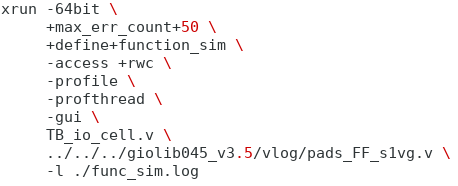 xrun -64bit \
+max_err_count+50 \
+define+function_sim \
-access +rwc \
-profile \
-profthread \
-gui \
TB_io_cell.v \
../../../giolib045_v3.5/vlog/pads_FF_s1vg.v \
-l ./func_sim.log